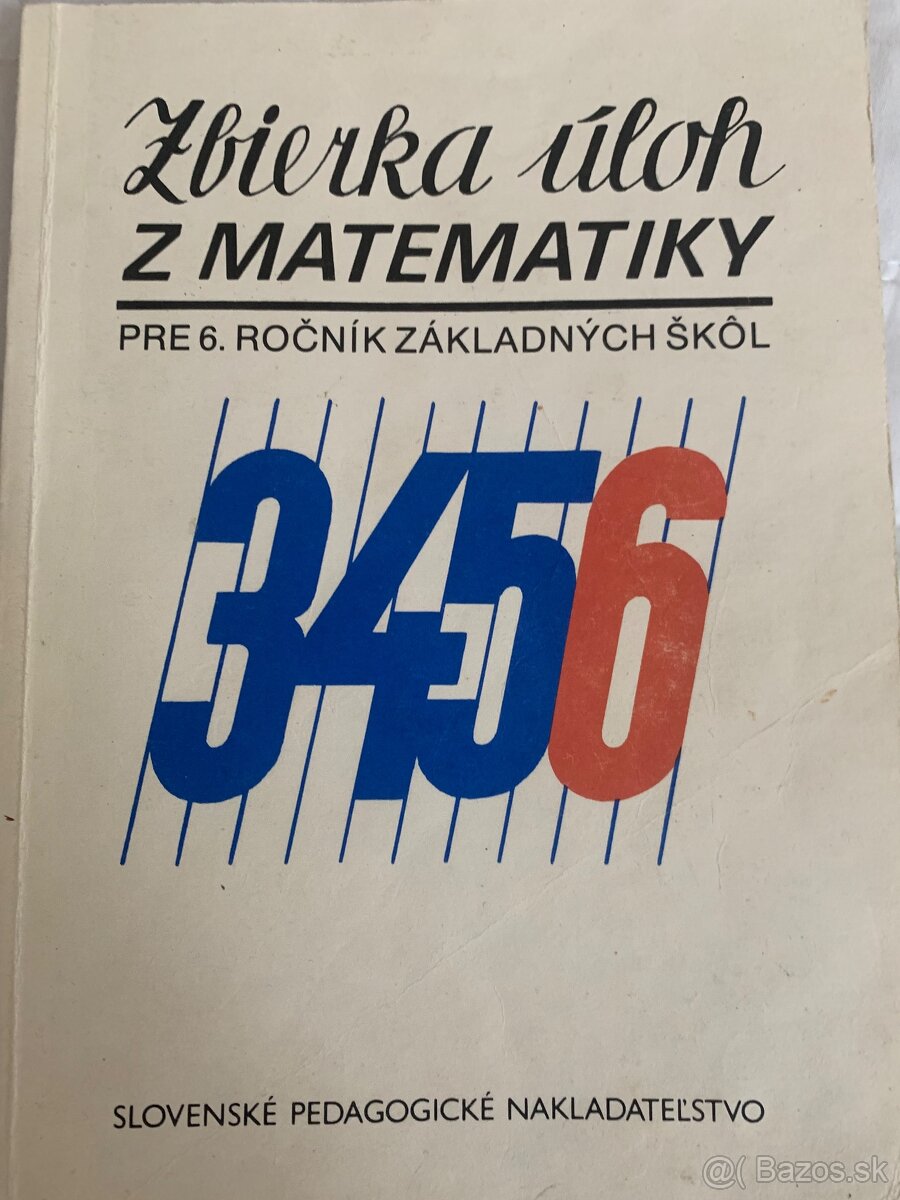 Zbierka úloh
Z MATEMATIKY
PRE 6. ROČNÍK ZÁKLADNÝCH ŠKÔL
3456
SLOVENSKÉ PEDAGOGICKÉ NAKLADATEĽSTVO
@( Bazos.sk